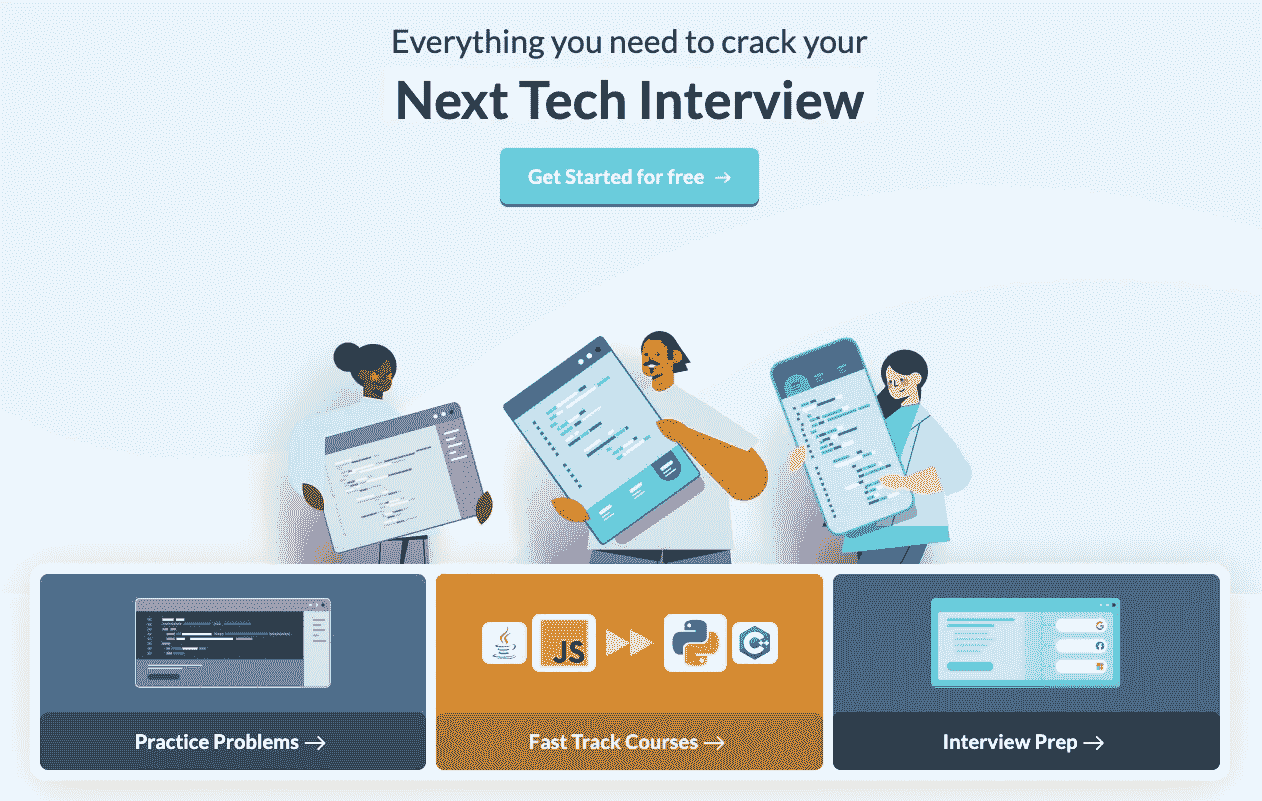 Everything you need to crack your
Next Tech Interview
Get Started for free →
JS
Practice Problems →
Fast Track Courses →
Interview Prep →